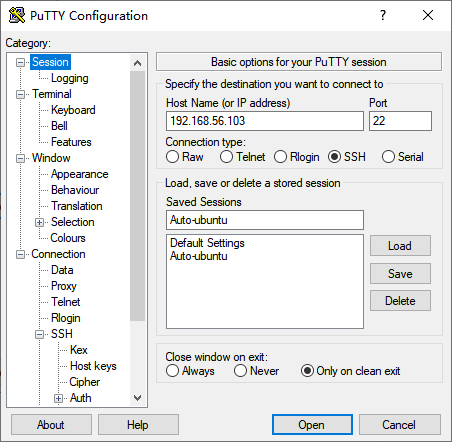 PuTTY Configuration
Category:
Session
Logging
Terminal
Keyboard
Bell
Features
Window
Appearance
Behaviour
Translation
Selection
Colours
Connection
Data
Proxy
Telnet
Rlogin
SSH
Kex
Host keys
Cipher
Auth
Basic options for your PuTTY session
Specify the destination you want to connect to
Host Name (or IP address) Port
192.168.56.103 22
Connection type:
Raw Telnet Rlogin SSH Serial
Load, save or delete a stored session
Saved Sessions
Auto-ubuntu
Default Settings
Auto-ubuntu
Load
Save
Delete
Close window on exit:
Always Never Only on clean exit
About Help Open Cancel